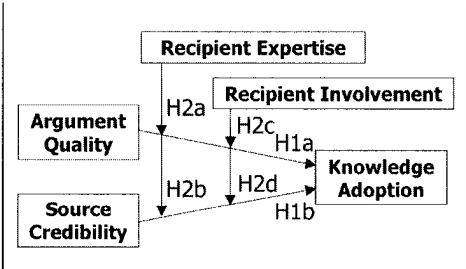 Recipient Expertise
Recipient Involvement
H2a
H2c
Argument
Quality
H1a
Knowledge
Adoption
H2b
H2d
Source
Credibility
H1b